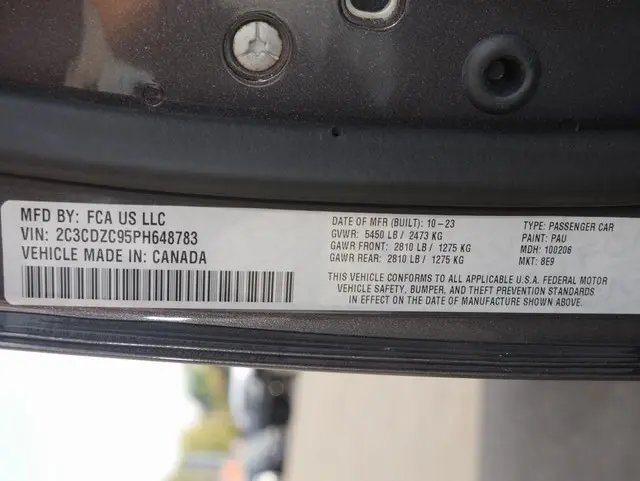 MFD BY: FCA US LLC
VIN: 2C3CDZC95PH648783
VEHICLE MADE IN: CANADA
DATE OF MFR (BUILT): 10-23
GVWR: 5450 LB / 2473 KG
GAWR FRONT: 2810 LB / 1275 KG
GAWR REAR: 2810 LB / 1275 KG
TYPE: PASSENGER CAR
PAINT: PAU
MDH: 100206
MKT: 8E9
THIS VEHICLE CONFORMS TO ALL APPLICABLE U.S.A. FEDERAL MOTOR
VEHICLE SAFETY, BUMPER, AND THEFT PREVENTION STANDARDS
IN EFFECT ON THE DATE OF MANUFACTURE SHOWN ABOVE.